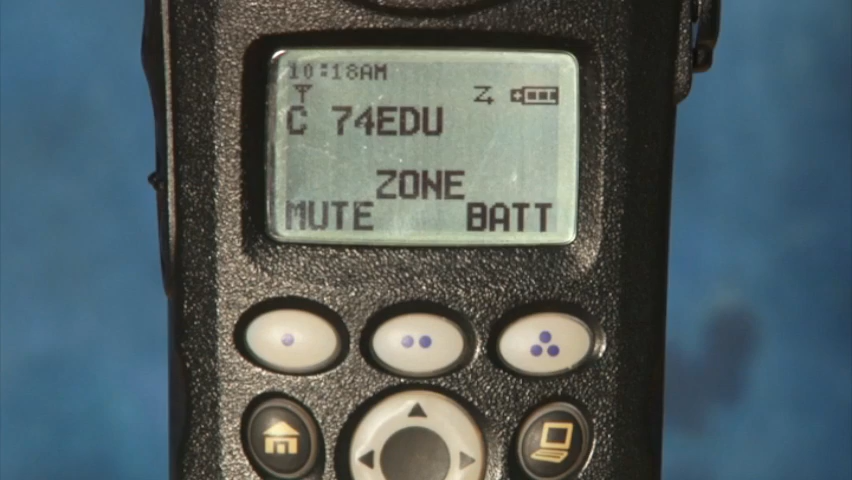 10:18AM
Z+
C 74EDU
ZONE
MUTE BATT